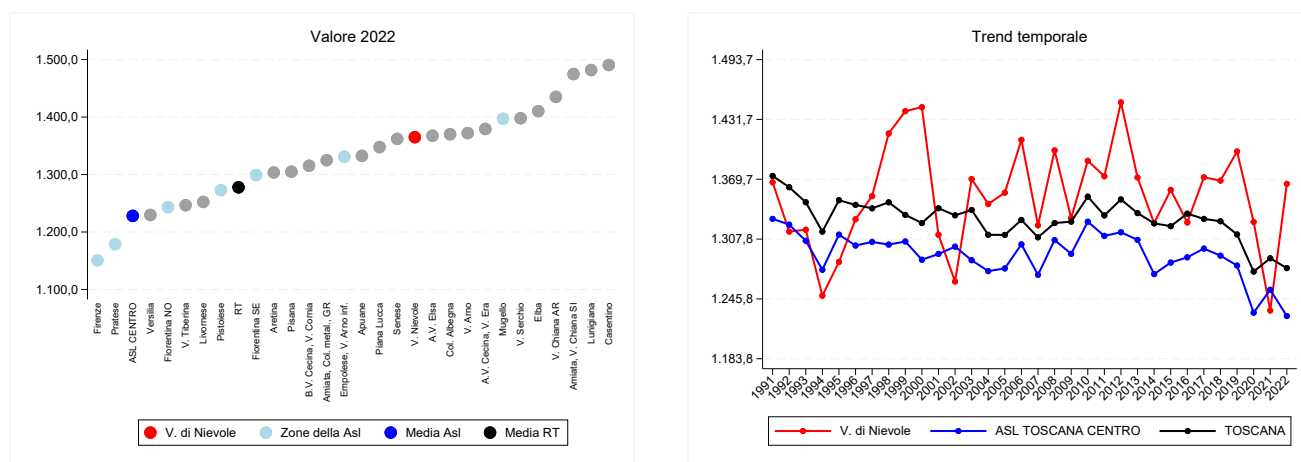 Valore 2022
1.500,0
1.400,0
1.300,0
1.200,0
1.100,0
Firenze
Pratese
ASL CENTRO
Versilia
Fiorentina NO
V. Tiberina
Livornese
Pistoiese
RT
Fiorentina SE
Aretina
Pisana
B.V. Cecina, V. Cornia
Amiata, Col. metal., GR
Empolese, V. Arno inf.
Apuane
Piana Lucca
Senese
V. Nievole
A.V. Elsa
Col. Albegna
V. Arno
A.V. Cecina, V. Era
Mugello
V. Serchio
Elba
V. Chiana AR
Amiata, V. Chiana SI
Lunigiana
Casentino
V. di Nievole Zone della Asl Media Asl Media RT
Trend temporale
1.493,7
1.431,7
1.369,7
1.307,8
1.245,8
1.183,8
1991
1992
1993
1994
1995
1996
1997
1998
1999
2000
2001
2002
2003
2004
2005
2006
2007
2008
2009
2010
2011
2012
2013
2014
2015
2016
2017
2018
2019
2020
2021
2022
V. di Nievole ASL TOSCANA CENTRO TOSCANA